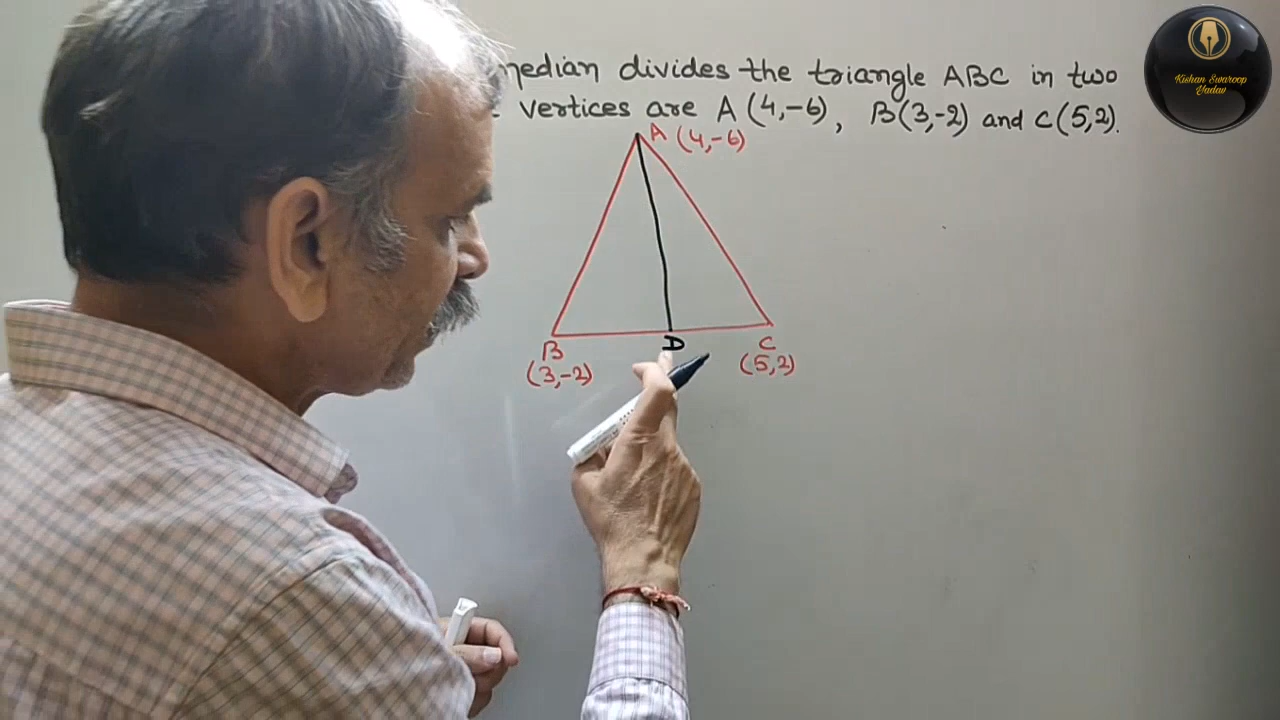 median divides the triangle ABC in two
vertices are A(4,-6), B(3,-2) and C(5,2).
A (4,-6)
B
(3,-2)
D
C
(5,2)
Kishan Swaroop
Yadav